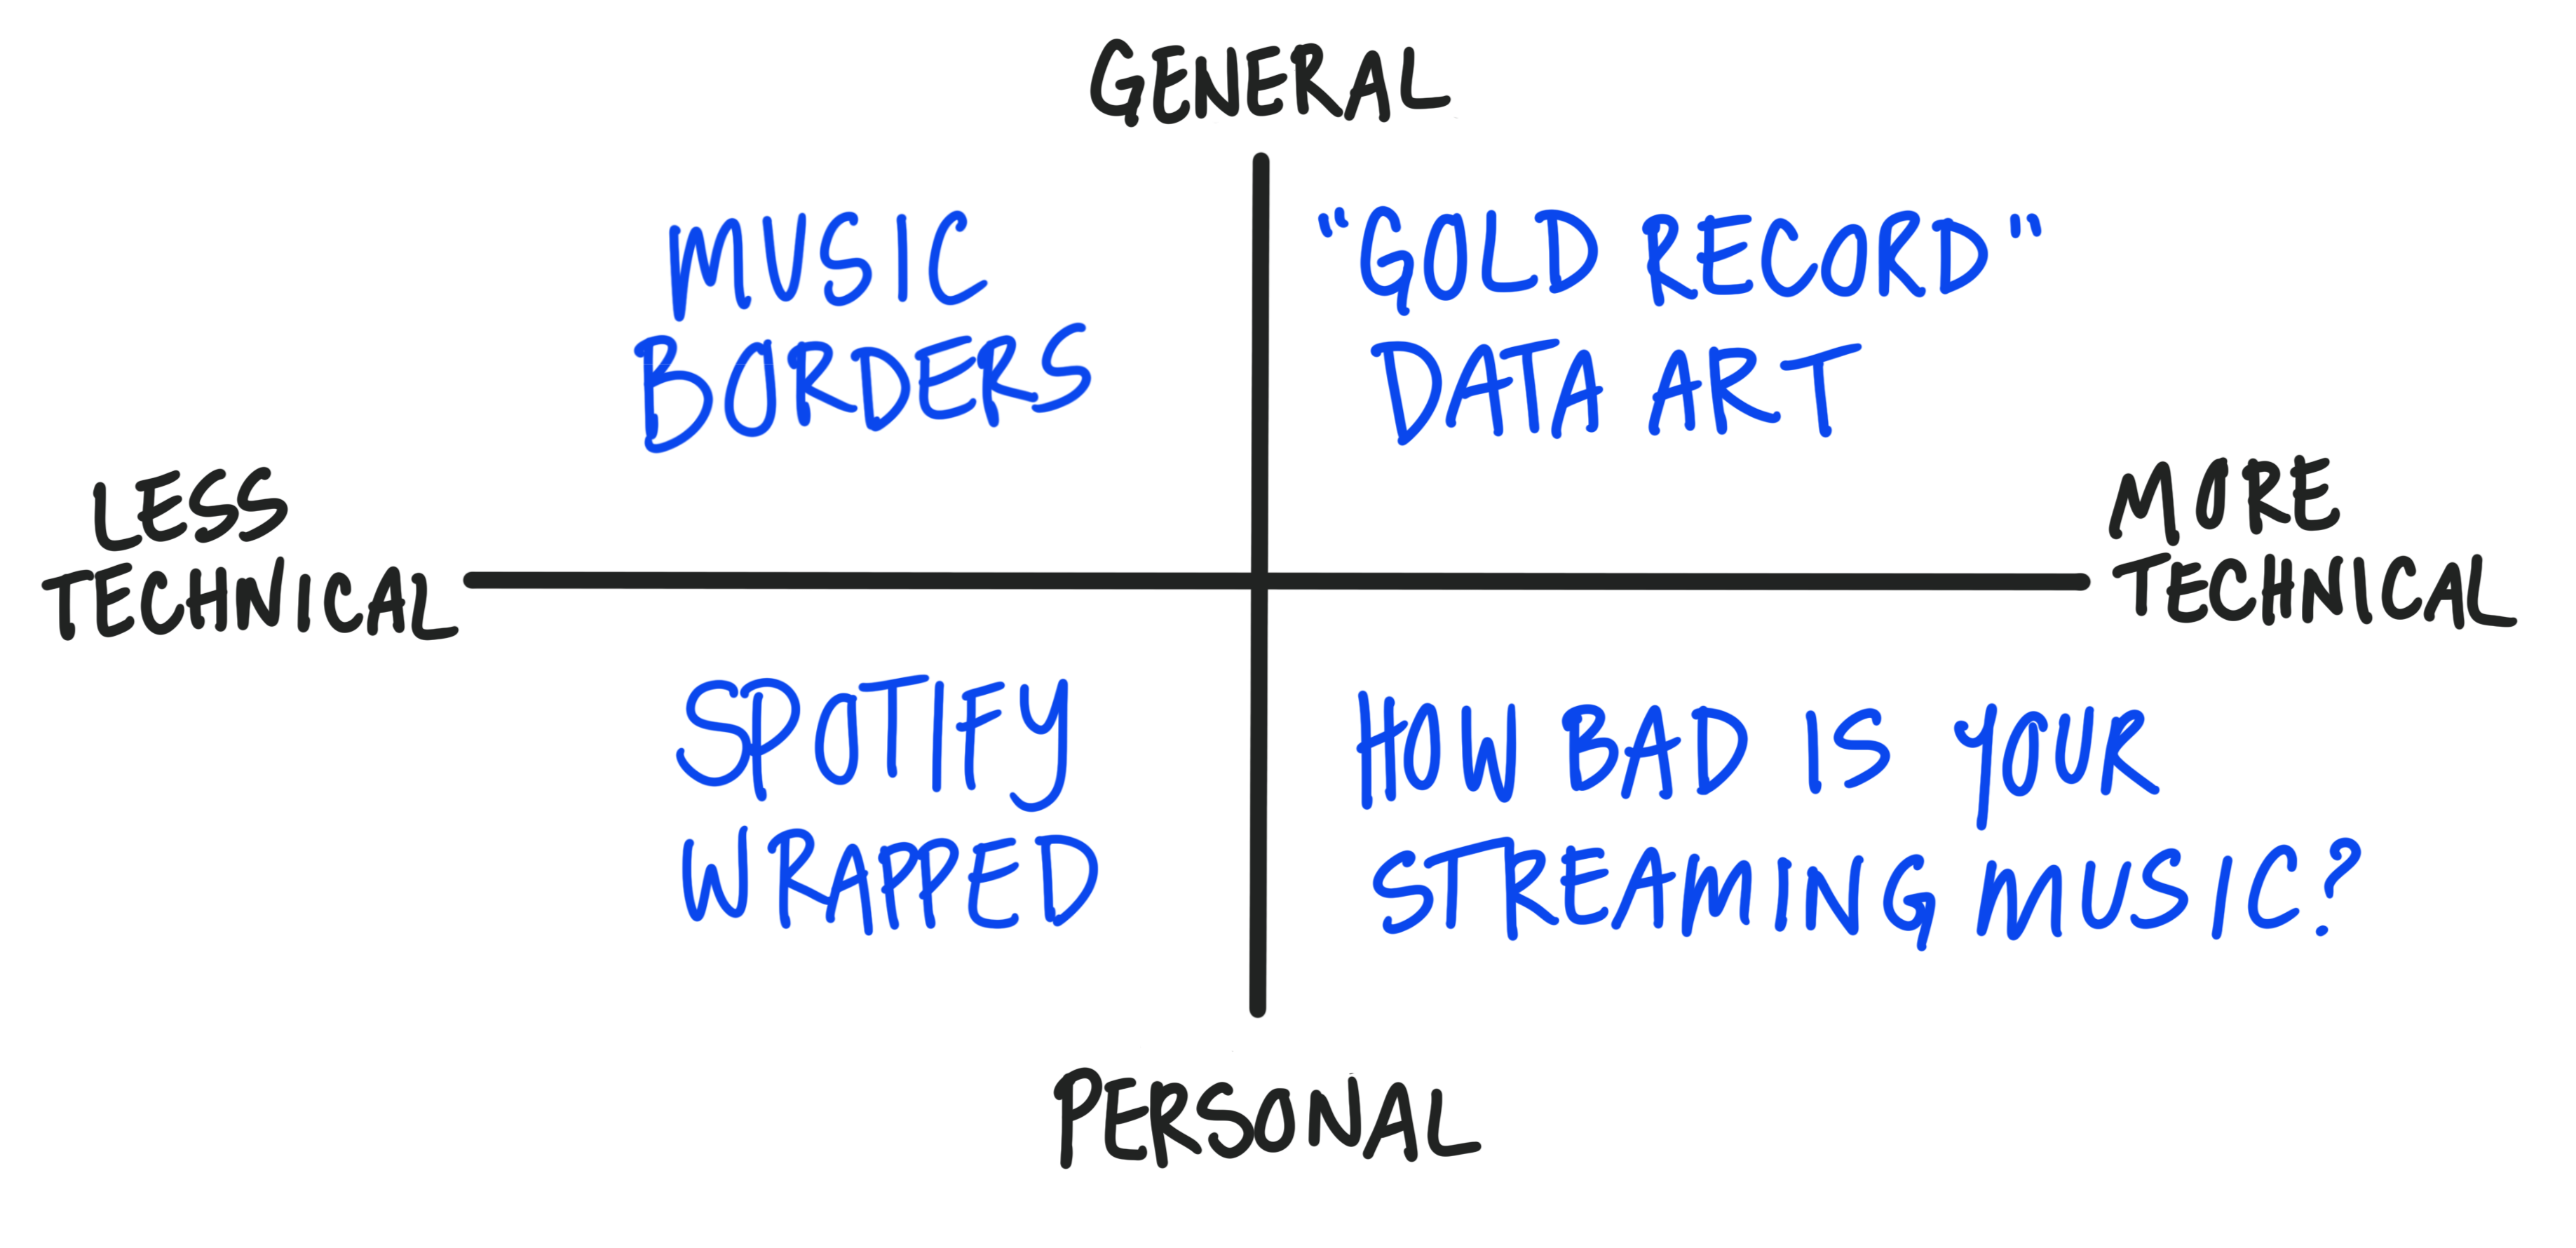 GENERAL
MUSIC
BORDERS
"GOLD RECORD"
DATA ART
LESS
TECHNICAL
MORE
TECHNICAL
SPOTIFY
WRAPPED
HOW BAD IS YOUR
STREAMING MUSIC?
PERSONAL